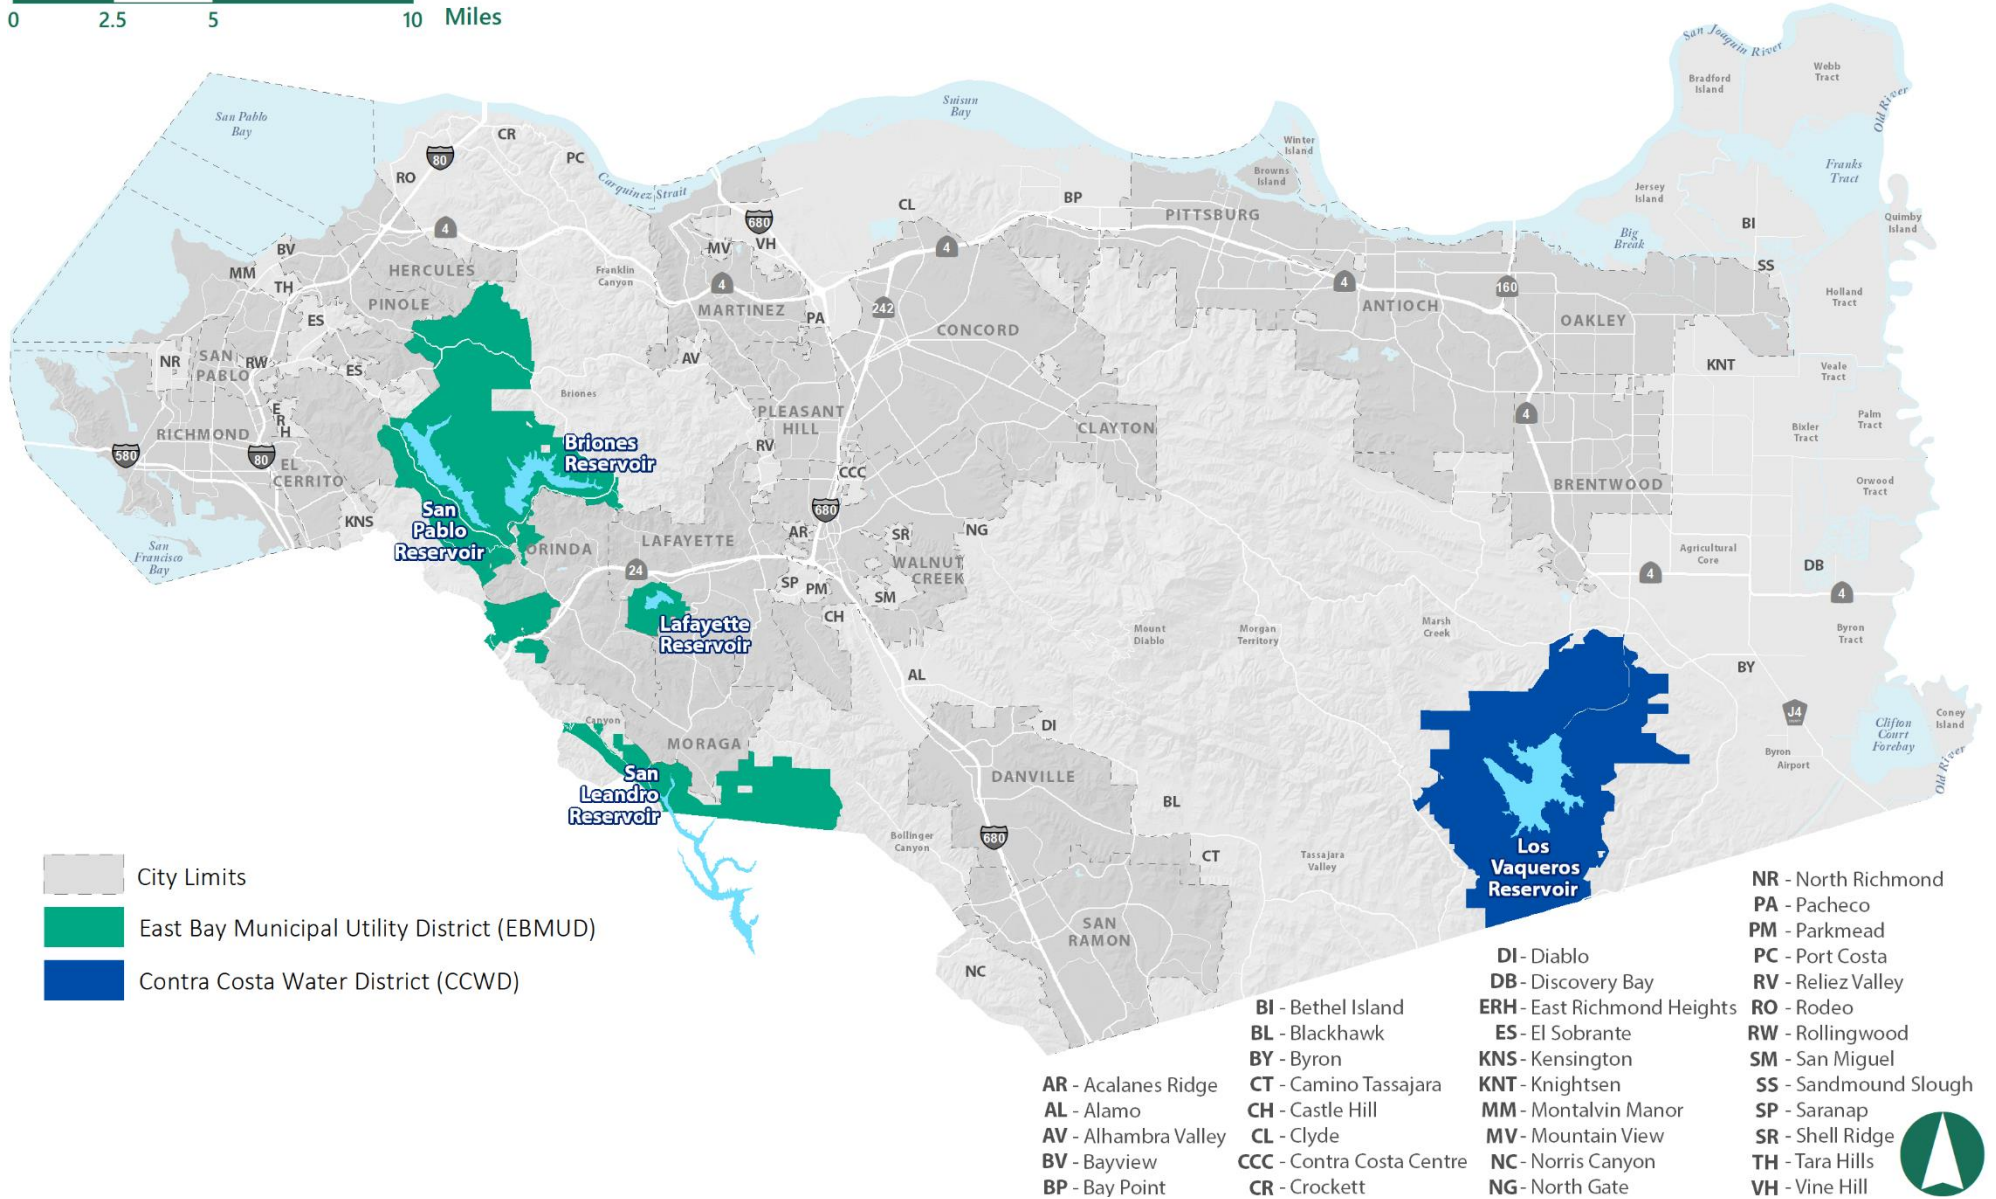 0 2.5 5 10 Miles
San Joaquin River
Bradford
Island
Webb
Tract
Old River
San Pablo
Bay
Suisun
Bay
CR
80
PC
RO
Carquinez Strait
Winter
Island
Browns
Island
Franks
Tract
Jersey
Island
BP
CL
PITTSBURG
680
4
BV
MV
VH
4
BI
Quimby
Island
Big
Break
MM
HERCULES
Franklin
Canyon
4
SS
TH
PINOLE
MARTINEZ
4
160
Holland
Tract
ES
PA
242
CONCORD
ANTIOCH
OAKLEY
NR
SAN
PABLO
RW
ES
AV
KNT
Veale
Tract
Briones
E
R
H
PLEASANT
HILL
CLAYTON
4
Palm
Tract
Bixler
Tract
RICHMOND
580
80
EL
CERRITO
Briones
Reservoir
RV
CCC
BRENTWOOD
Orwood
Tract
San
Pablo
Reservoir
KNS
680
AR
SR
NG
San
Francisco
Bay
ORINDA
LAFAYETTE
24
WALNUT
CREEK
Agricultural
Core
DB
4
4
SP
PM
SM
CH
Lafayette
Reservoir
Mount
Diablo
Morgan
Territory
Marsh
Creek
Byron
Tract
AL
BY
Canyon
MORAGA
DI
J4
Clifton
Court
Forebay
Coney
Island
Old River
Byron
Airport
San
Leandro
Reservoir
DANVILLE
BL
680
Bollinger
Canyon
CT
Tassajara
Valley
Los
Vaqueros
Reservoir
SAN
RAMON
NC
City Limits
East Bay Municipal Utility District (EBMUD)
Contra Costa Water District (CCWD)
AR - Acalanes Ridge
AL - Alamo
AV - Alhambra Valley
BV - Bayview
BP - Bay Point
BI - Bethel Island
BL - Blackhawk
BY - Byron
CT - Camino Tassajara
CH - Castle Hill
CL - Clyde
CCC - Contra Costa Centre
CR - Crockett
DI - Diablo
DB - Discovery Bay
ERH - East Richmond Heights
ES - El Sobrante
KNS - Kensington
KNT - Knightsen
MM - Montalvin Manor
MV - Mountain View
NC - Norris Canyon
NG - North Gate
NR - North Richmond
PA - Pacheco
PM - Parkmead
PC - Port Costa
RV - Reliez Valley
RO - Rodeo
RW - Rollingwood
SM - San Miguel
SS - Sandmound Slough
SP - Saranap
SR - Shell Ridge
TH - Tara Hills
VH - Vine Hill